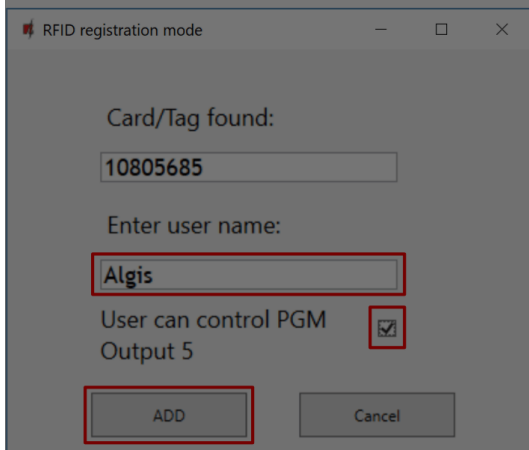 RFID registration mode
Card/Tag found:
10805685
Enter user name:
Algis
User can control PGM
Output 5
ADD
Cancel